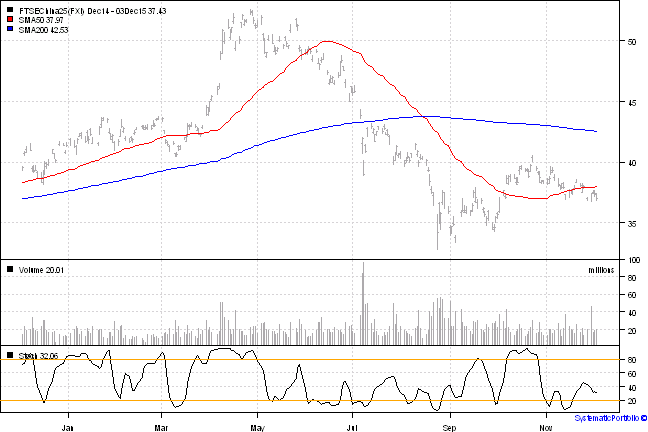 FTSEChina25(FXI) Dec14 - 03Dec15 37.43
SMA50 37.97
SMA200 42.53
50
45
40
35
100
Volume 20.01
millions
80
60
40
20
Stoch 32.06
80
60
40
20
Jan Mar May Jul Sep Nov
SystematicPortfolio ©